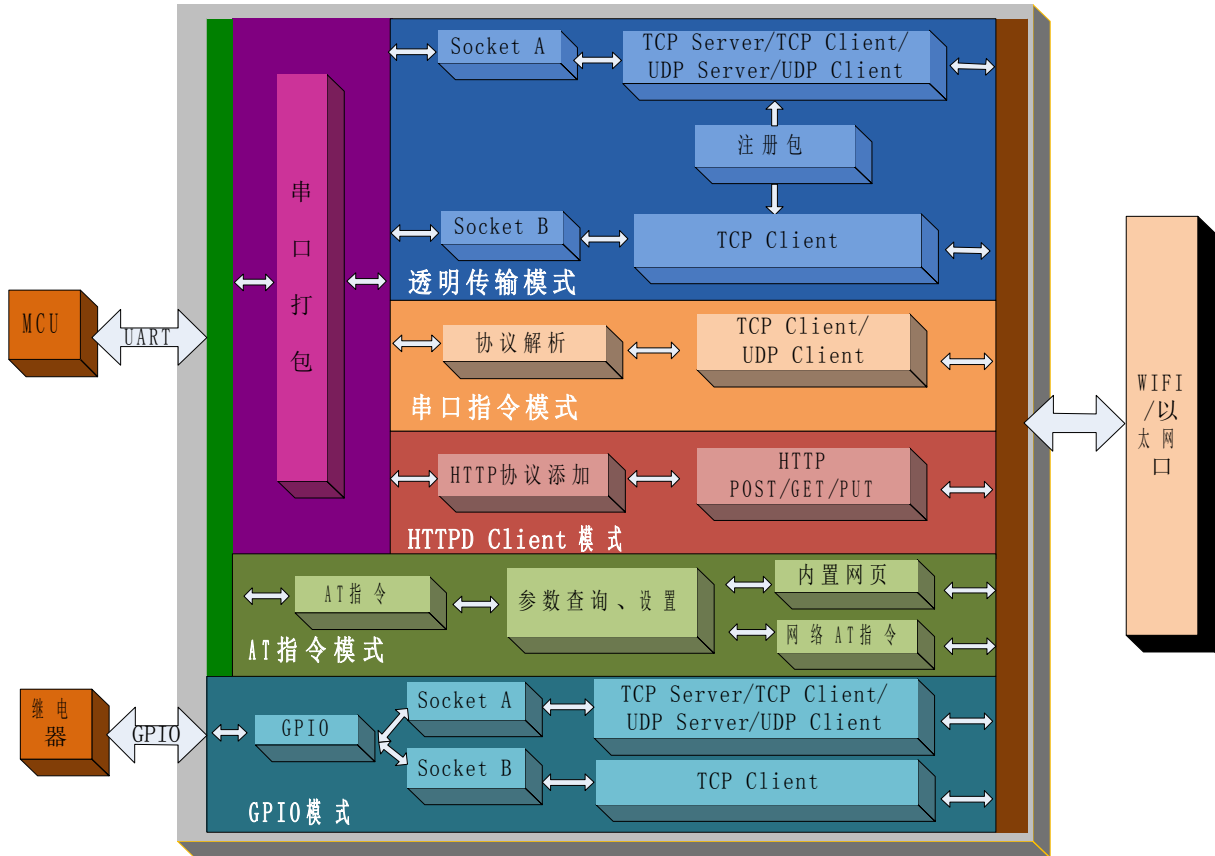 Socket A
TCP Server/TCP Client/
UDP Server/UDP Client
注册包
Socket B
TCP Client
透明传输模式
串
口
打
包
MCU
UART
协议解析
TCP Client/
UDP Client
串口指令模式
WIFI
/以
太网
口
HTTP协议添加
HTTP
POST/GET/PUT
HTTPD Client 模式
AT指令
参数查询、设置
内置网页
网络AT指令
AT指令模式
继电
器
GPIO
GPIO
Socket A
TCP Server/TCP Client/
UDP Server/UDP Client
Socket B
TCP Client
GPIO模式